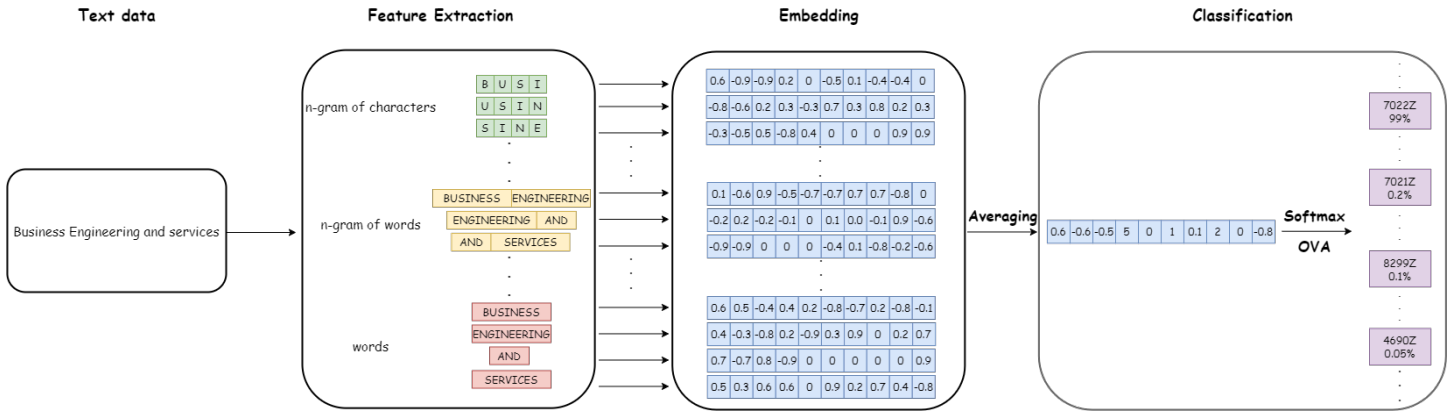 Text data
Feature Extraction
Embedding
Classification
Business Engineering and services
n-gram of characters
B U S I
U S I N
S I N E
n-gram of words
BUSINESS ENGINEERING
ENGINEERING AND
AND SERVICES
words
BUSINESS
ENGINEERING
AND
SERVICES
0.6 -0.9 -0.9 0.2 0 -0.5 0.1 -0.4 -0.4 0
-0.8 -0.6 0.2 0.3 -0.3 0.7 0.3 0.8 0.2 0.3
-0.3 -0.5 0.5 -0.8 0.4 0 0 0 0.9 0.9
0.1 -0.6 0.9 -0.5 -0.7 -0.7 0.7 0.7 -0.8 0
-0.2 0.2 -0.2 -0.1 0 0.1 0.0 -0.1 0.9 -0.6
-0.9 -0.9 0 0 0 -0.4 0.1 -0.8 -0.2 -0.6
0.6 0.5 -0.4 0.4 0.2 -0.8 -0.7 0.2 -0.8 -0.1
0.4 -0.3 -0.8 0.2 -0.9 0.3 0.9 0 0.2 0.7
0.7 -0.7 0.8 -0.9 0 0 0 0 0 0.9
0.5 0.3 0.6 0.6 0 0.9 0.2 0.7 0.4 -0.8
Averaging
0.6 -0.6 -0.5 5 0 1 0.1 2 0 -0.8
Softmax
OVA
7022Z
99%
7021Z
0.2%
8299Z
0.1%
4690Z
0.05%